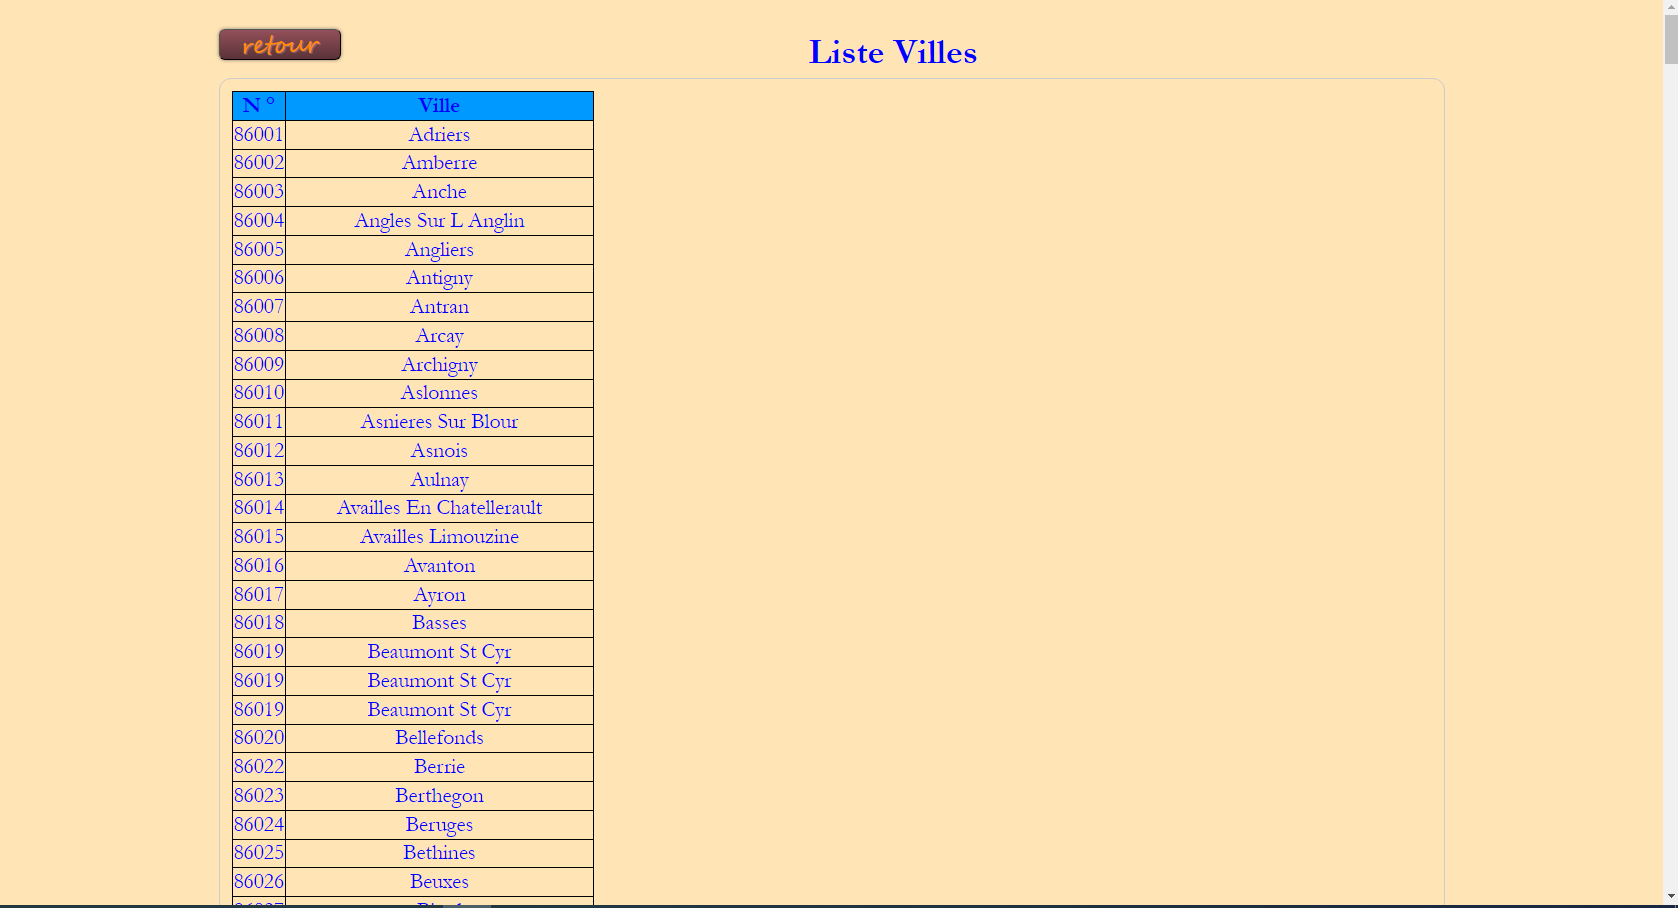 retour
Liste Villes
N ° Ville
86001 Adriers
86002 Amberre
86003 Anche
86004 Angles Sur L Anglin
86005 Angliers
86006 Antigny
86007 Antran
86008 Arcay
86009 Archigny
86010 Aslonnes
86011 Asnieres Sur Blour
86012 Asnois
86013 Aulnay
86014 Availles En Chatellerault
86015 Availles Limouzine
86016 Avanton
86017 Ayron
86018 Basses
86019 Beaumont St Cyr
86019 Beaumont St Cyr
86019 Beaumont St Cyr
86020 Bellefonds
86022 Berrie
86023 Berthegon
86024 Beruges
86025 Bethines
86026 Beuxes